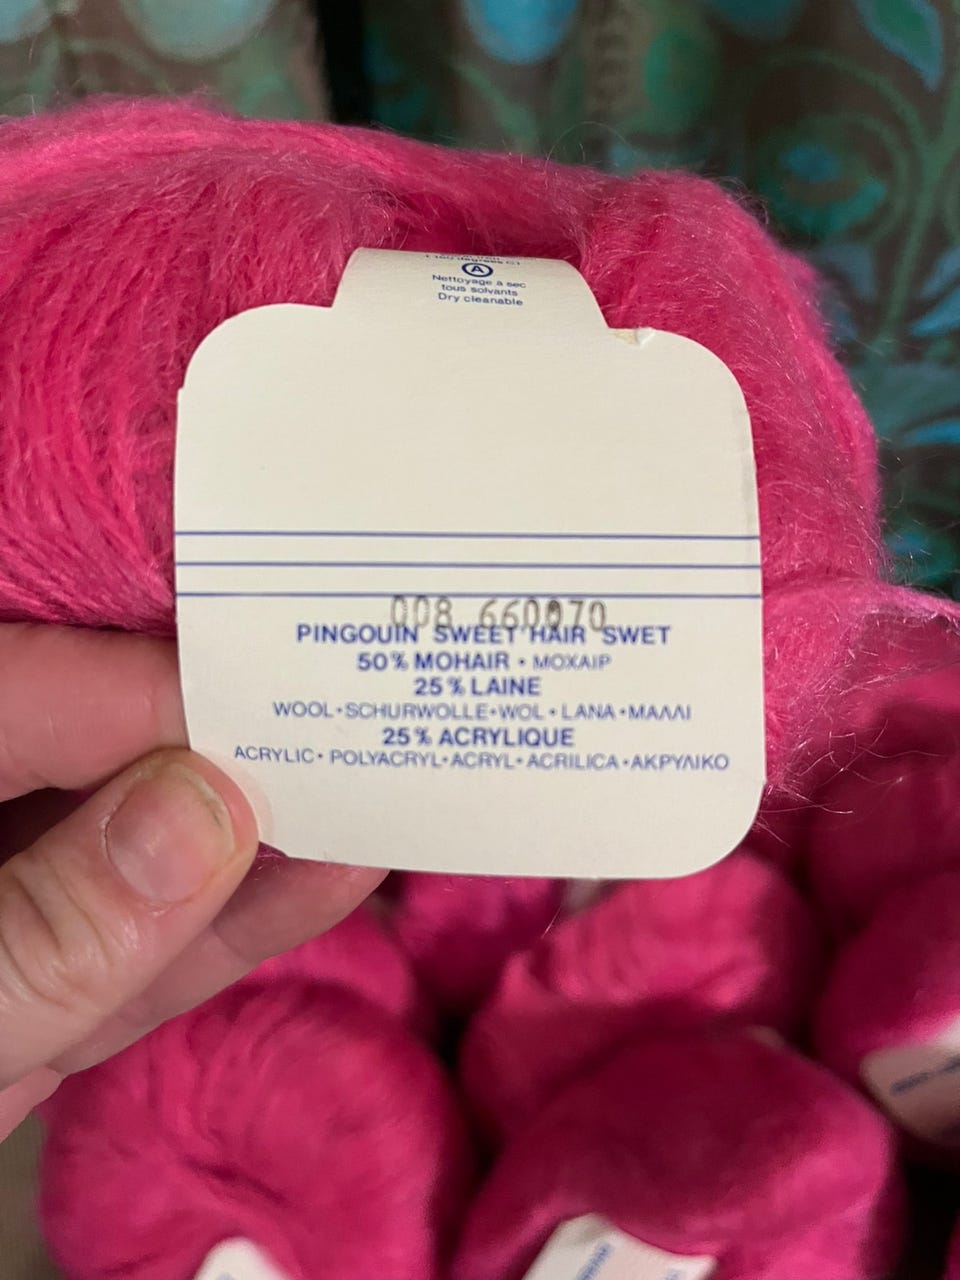 A
Nettoyage a sec
tous solvants
Dry cleanable
008 660070
PINGOUIN SWEET'HAIR SWET
50% MOHAIR • ΜΟΧΑΙΡ
25% LAINE
WOOL•SCHURWOLLE•WOL•LANA•ΜΑΛΛΙ
25% ACRYLIQUE
ACRYLIC•POLYACRYL•ACRYL•ACRILICA•ΑΚΡΥΛΙΚΟ